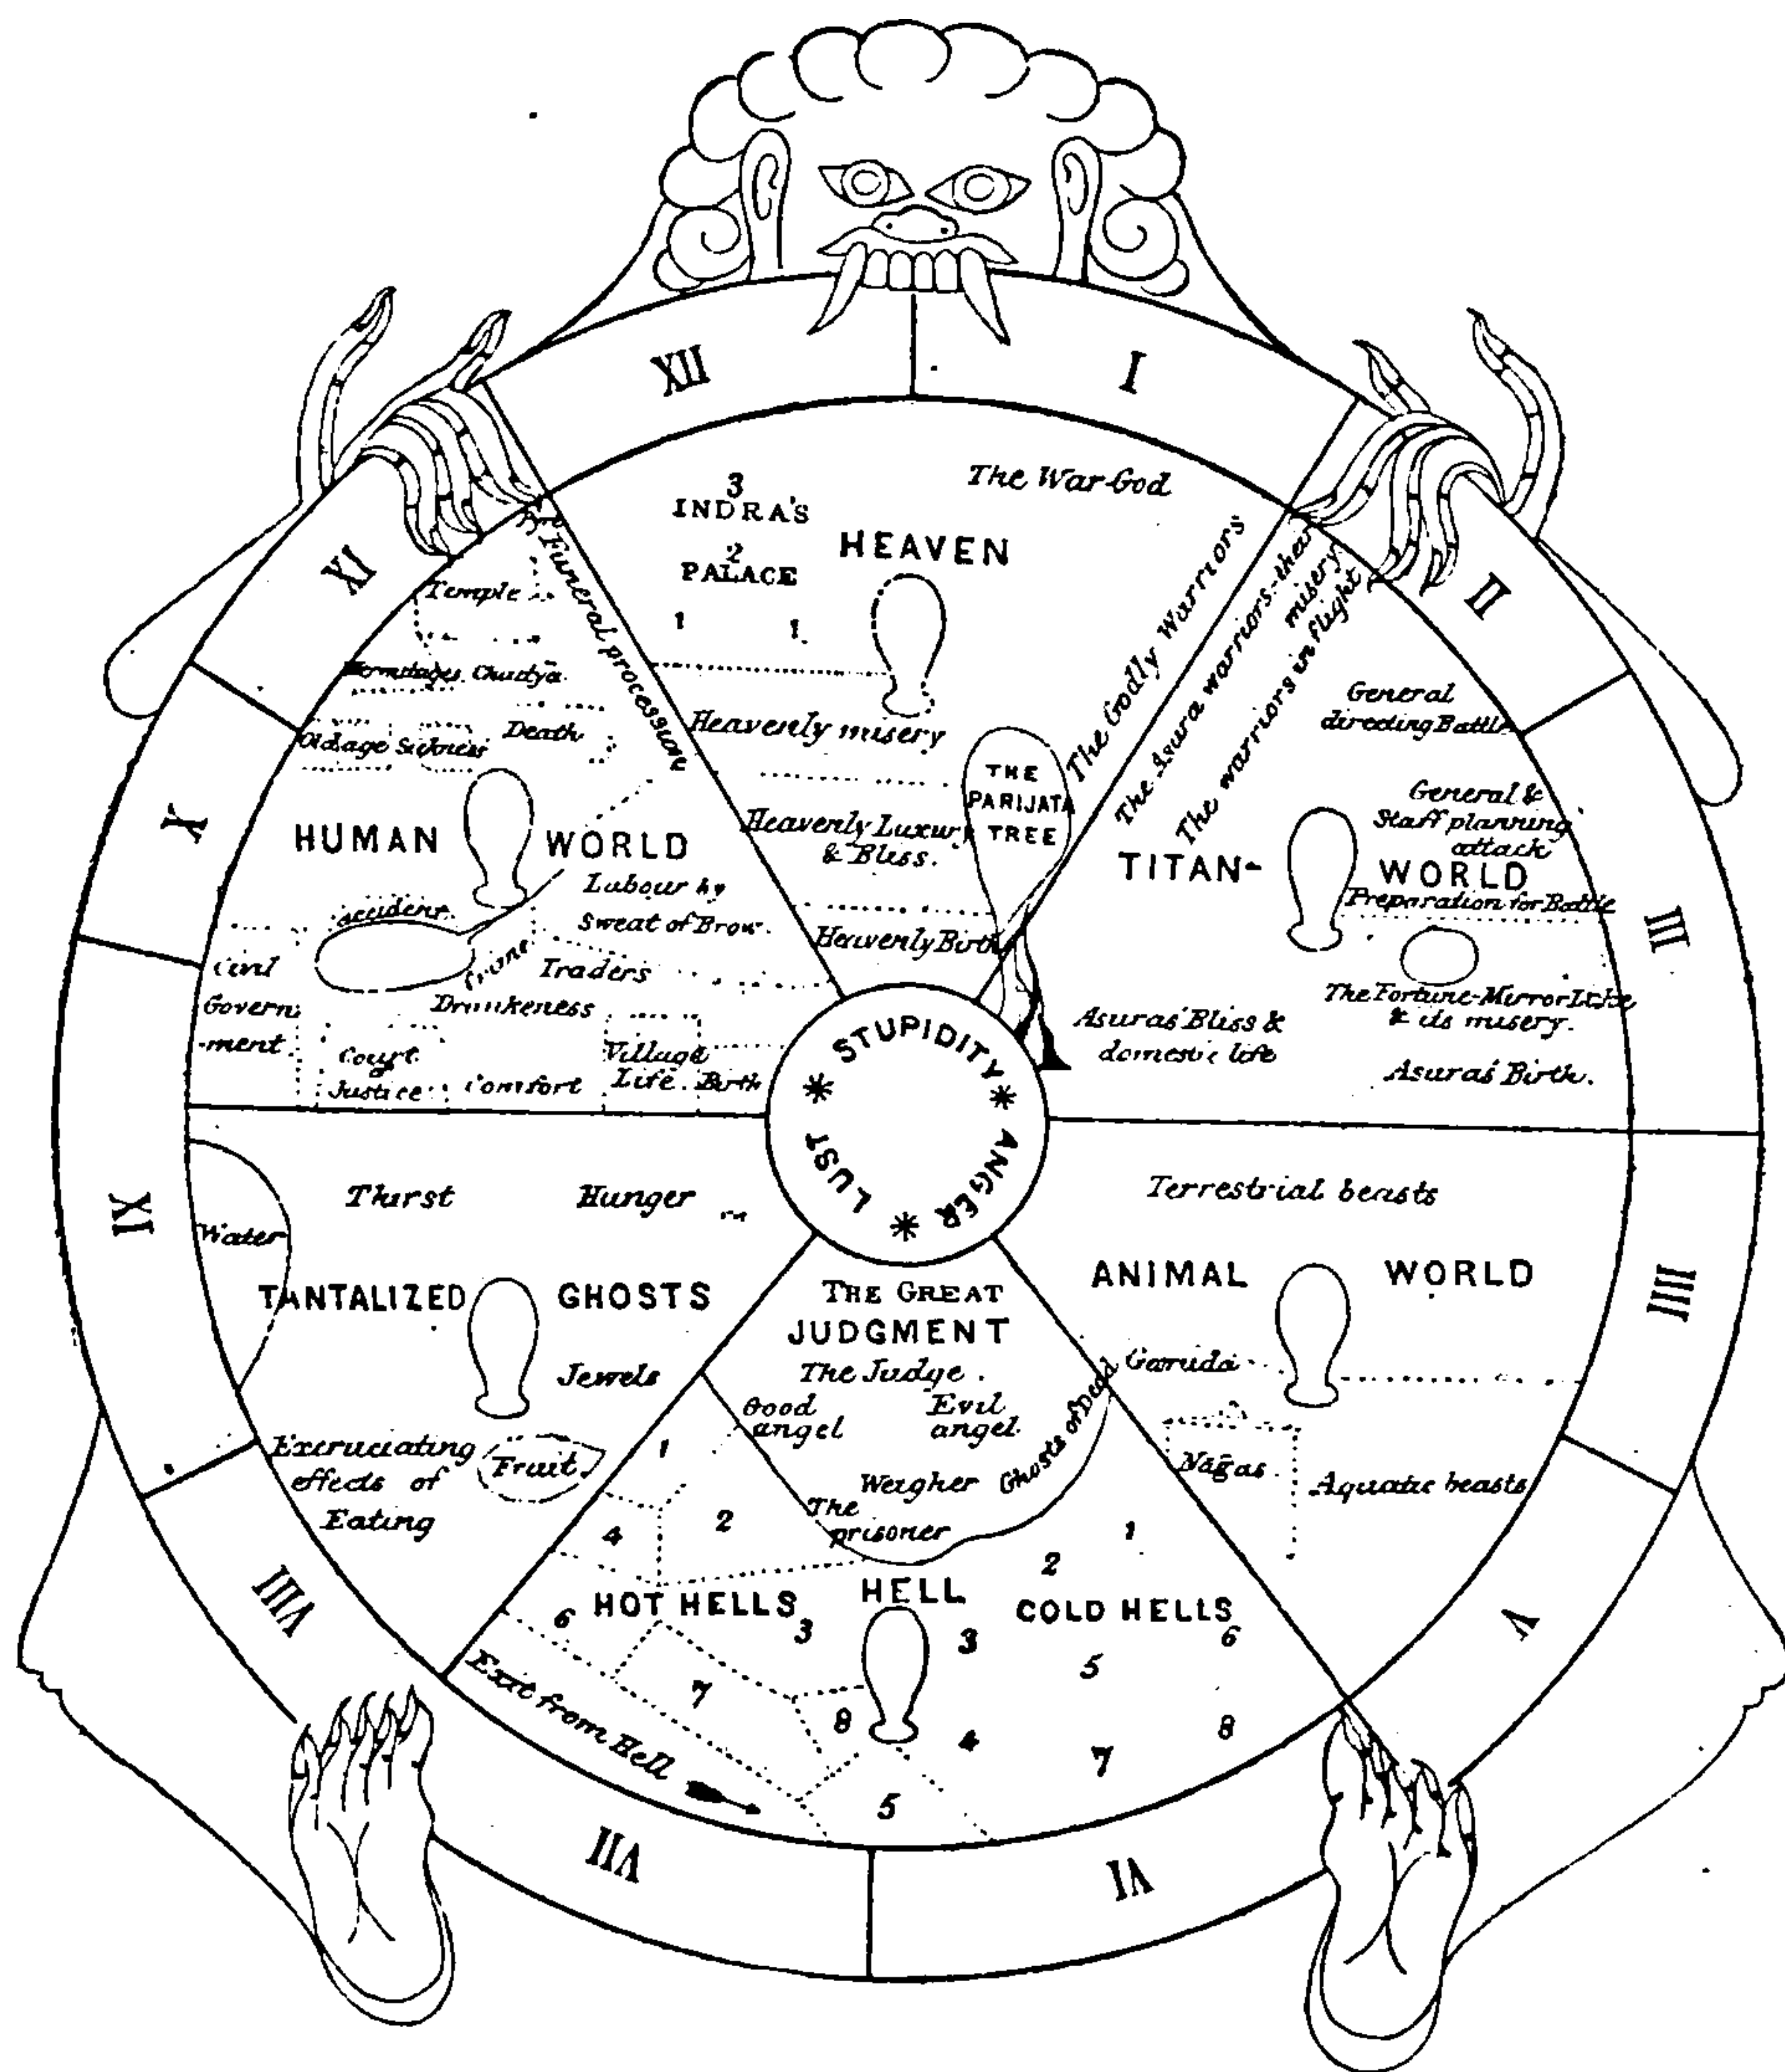 XII
I
II
III
IIII
V
VI
VII
VIII
IX
X
XI
3
INDRA'S
2
PALACE
1 1
HEAVEN
The War-God
Heavenly misery
Heavenly Luxury
& Bliss.
Heavenly Birth
THE
PARIJATA
TREE
The Godly Warriors
The Asura warriors-their
misery
The warriors in flight
General
directing Battle
General &
Staff planning
attack
TITAN-
WORLD
Preparation for Battle
The Fortune-Mirror Lake
& its misery.
Asuras' Bliss &
domestic life
Asuras' Birth.
Funeral procession
Temple
Hermitages Chaitya
Old age Sickness Death
HUMAN WORLD
Labour by
Sweat of Brow.
accident
Crane
Traders
Drunkeness
Civil
Govern
-ment
Court
of
Justice
Comfort
Village
Life
Birth
STUPIDITY
ANGER
LUST
Thirst
Hunger
Water
TANTALIZED GHOSTS
Jewels
Excruciating
effects of
Eating
Fruit
Terrestrial beasts
ANIMAL WORLD
Garuda
Nāgas
Aquatic beasts
THE GREAT
JUDGMENT
The Judge.
Good
angel
Evil
angel.
Ghosts of Dead
Weigher
The
prisoner
1
4
2
HOT HELLS
6
3
7
8
5
HELL
COLD HELLS
1
2
3
6
5
4
7
8
Exit from Hell